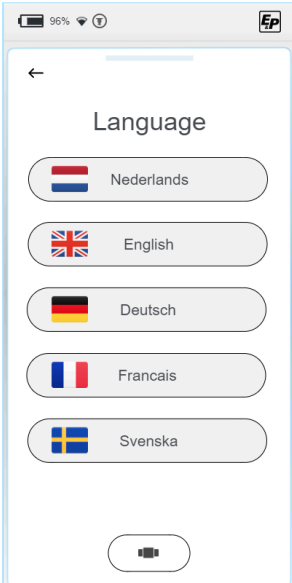 96%
EP
Language
Nederlands
English
Deutsch
Francais
Svenska